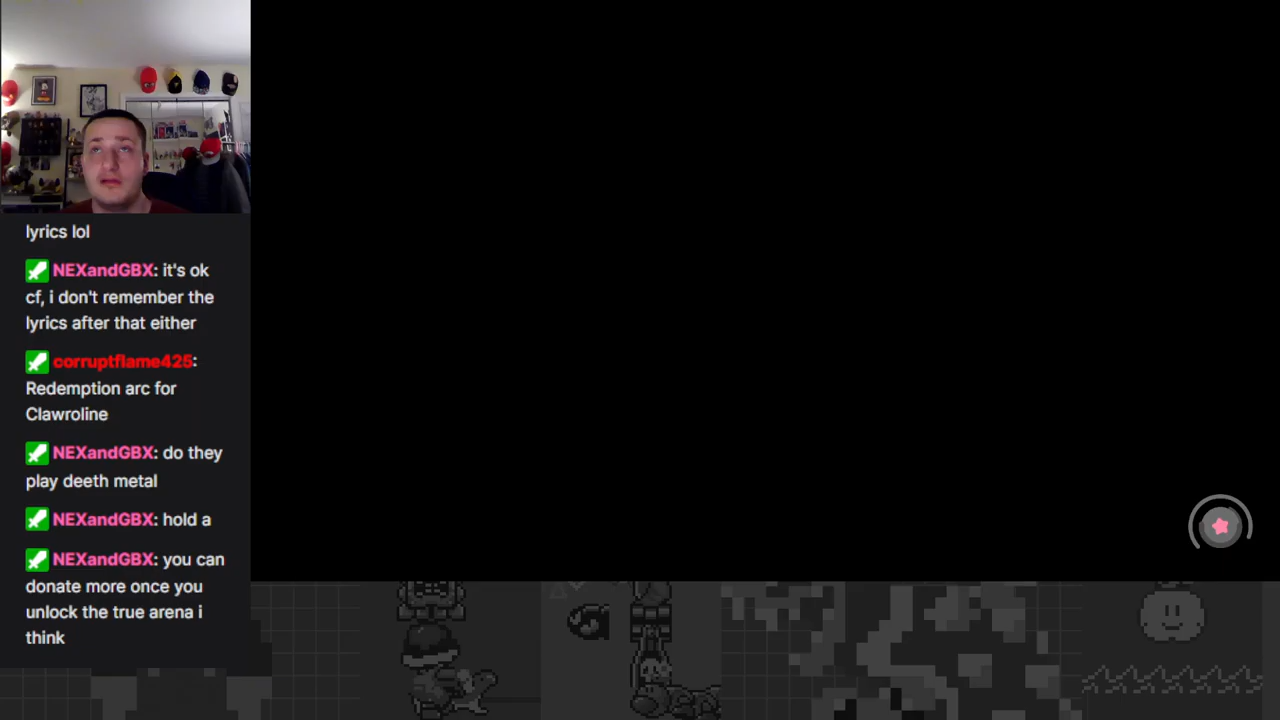 lyrics lol
NEXandGBX: it's ok
cf, i don't remember the
lyrics after that either
corruptflame425:
Redemption arc for
Clawroline
NEXandGBX: do they
play deeth metal
NEXandGBX: hold a
NEXandGBX: you can
donate more once you
unlock the true arena i
think